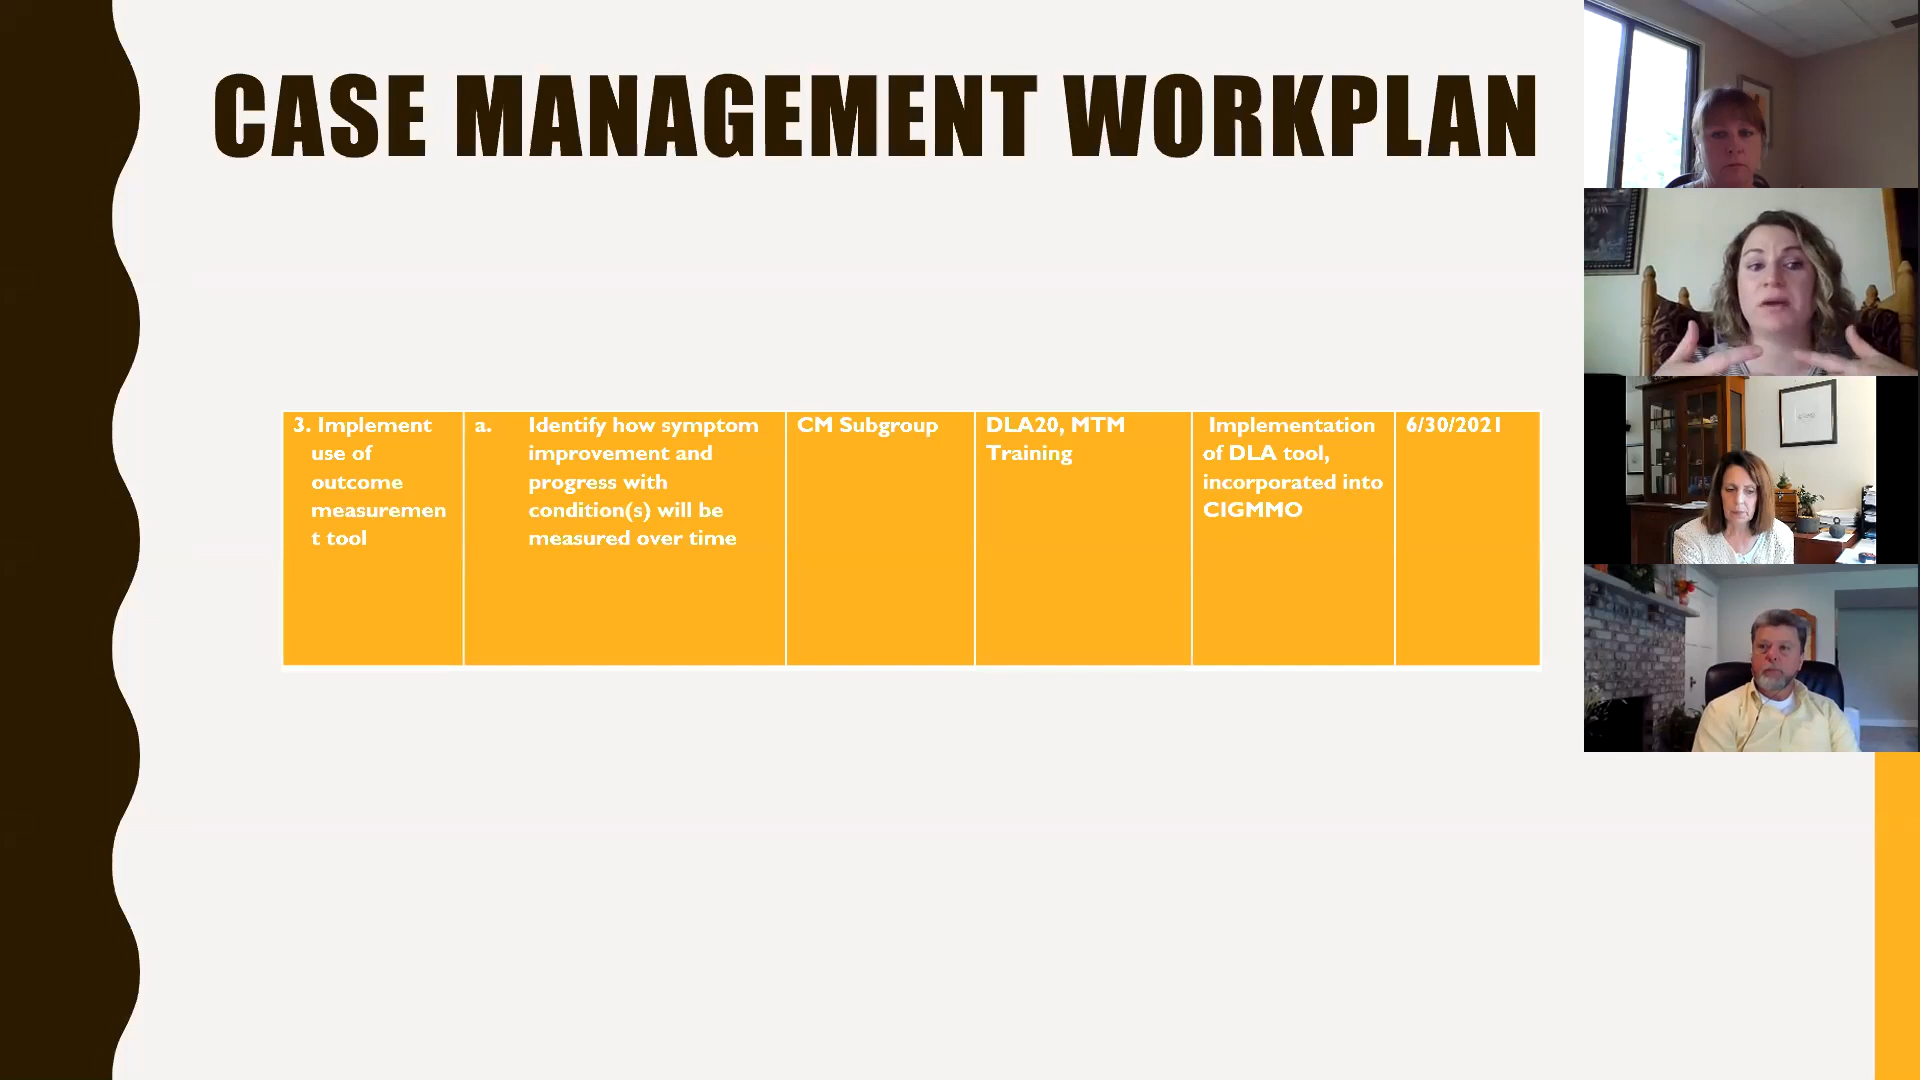 CASE MANAGEMENT WORKPLAN
3. Implement
use of
outcome
measuremen
t tool
a. Identify how symptom
improvement and
progress with
condition(s) will be
measured over time
CM Subgroup
DLA20, MTM
Training
Implementation
of DLA tool,
incorporated into
CIGMMO
6/30/2021